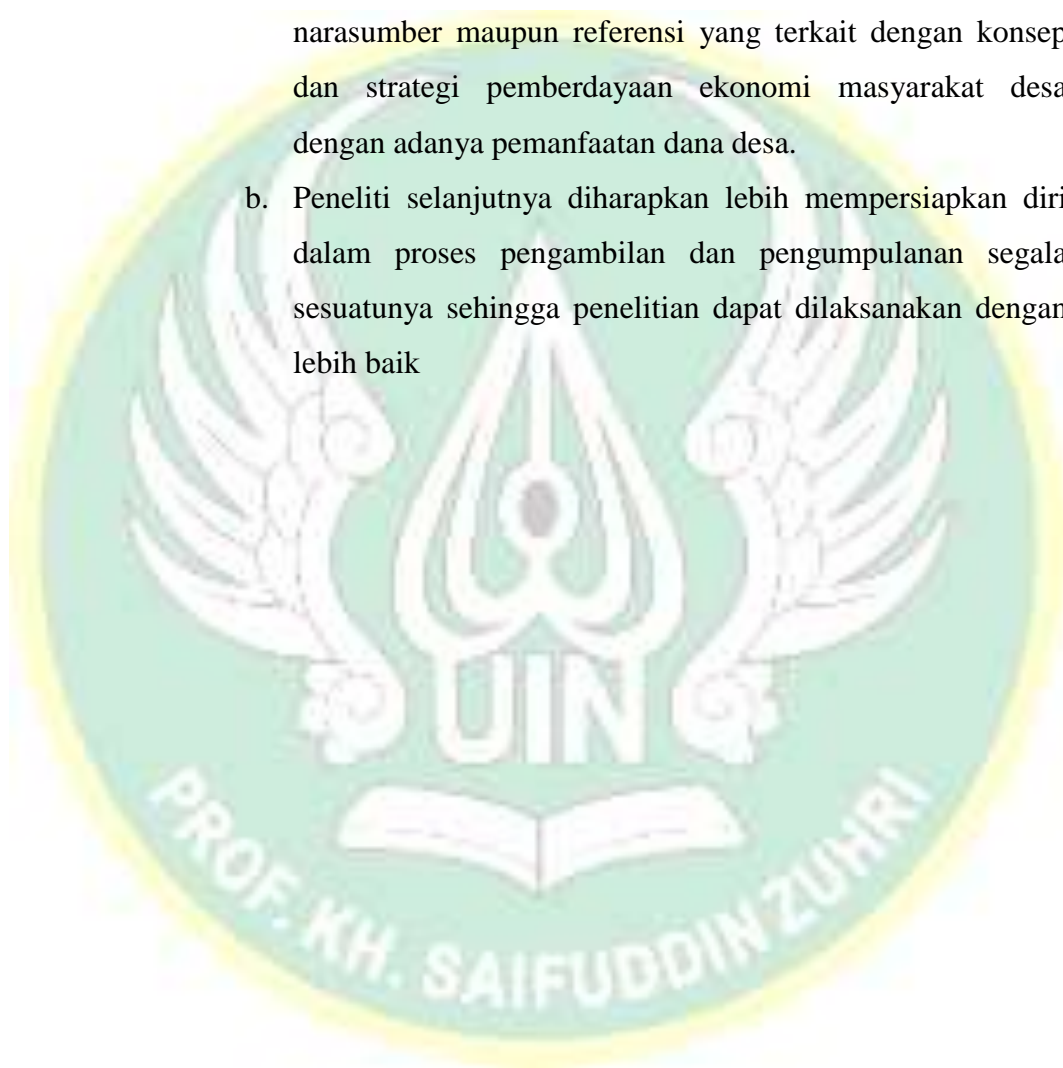 narasumber maupun referensi yang terkait dengan konsep
dan strategi pemberdayaan ekonomi masyarakat desa
dengan adanya pemanfaatan dana desa.
b. Peneliti selanjutnya diharapkan lebih mempersiapkan diri
dalam proses pengambilan dan pengumpulanan segala
sesuatunya sehingga penelitian dapat dilaksanakan dengan
lebih baik
UIN
PROF. KH. SAIFUDDIN ZUHRI